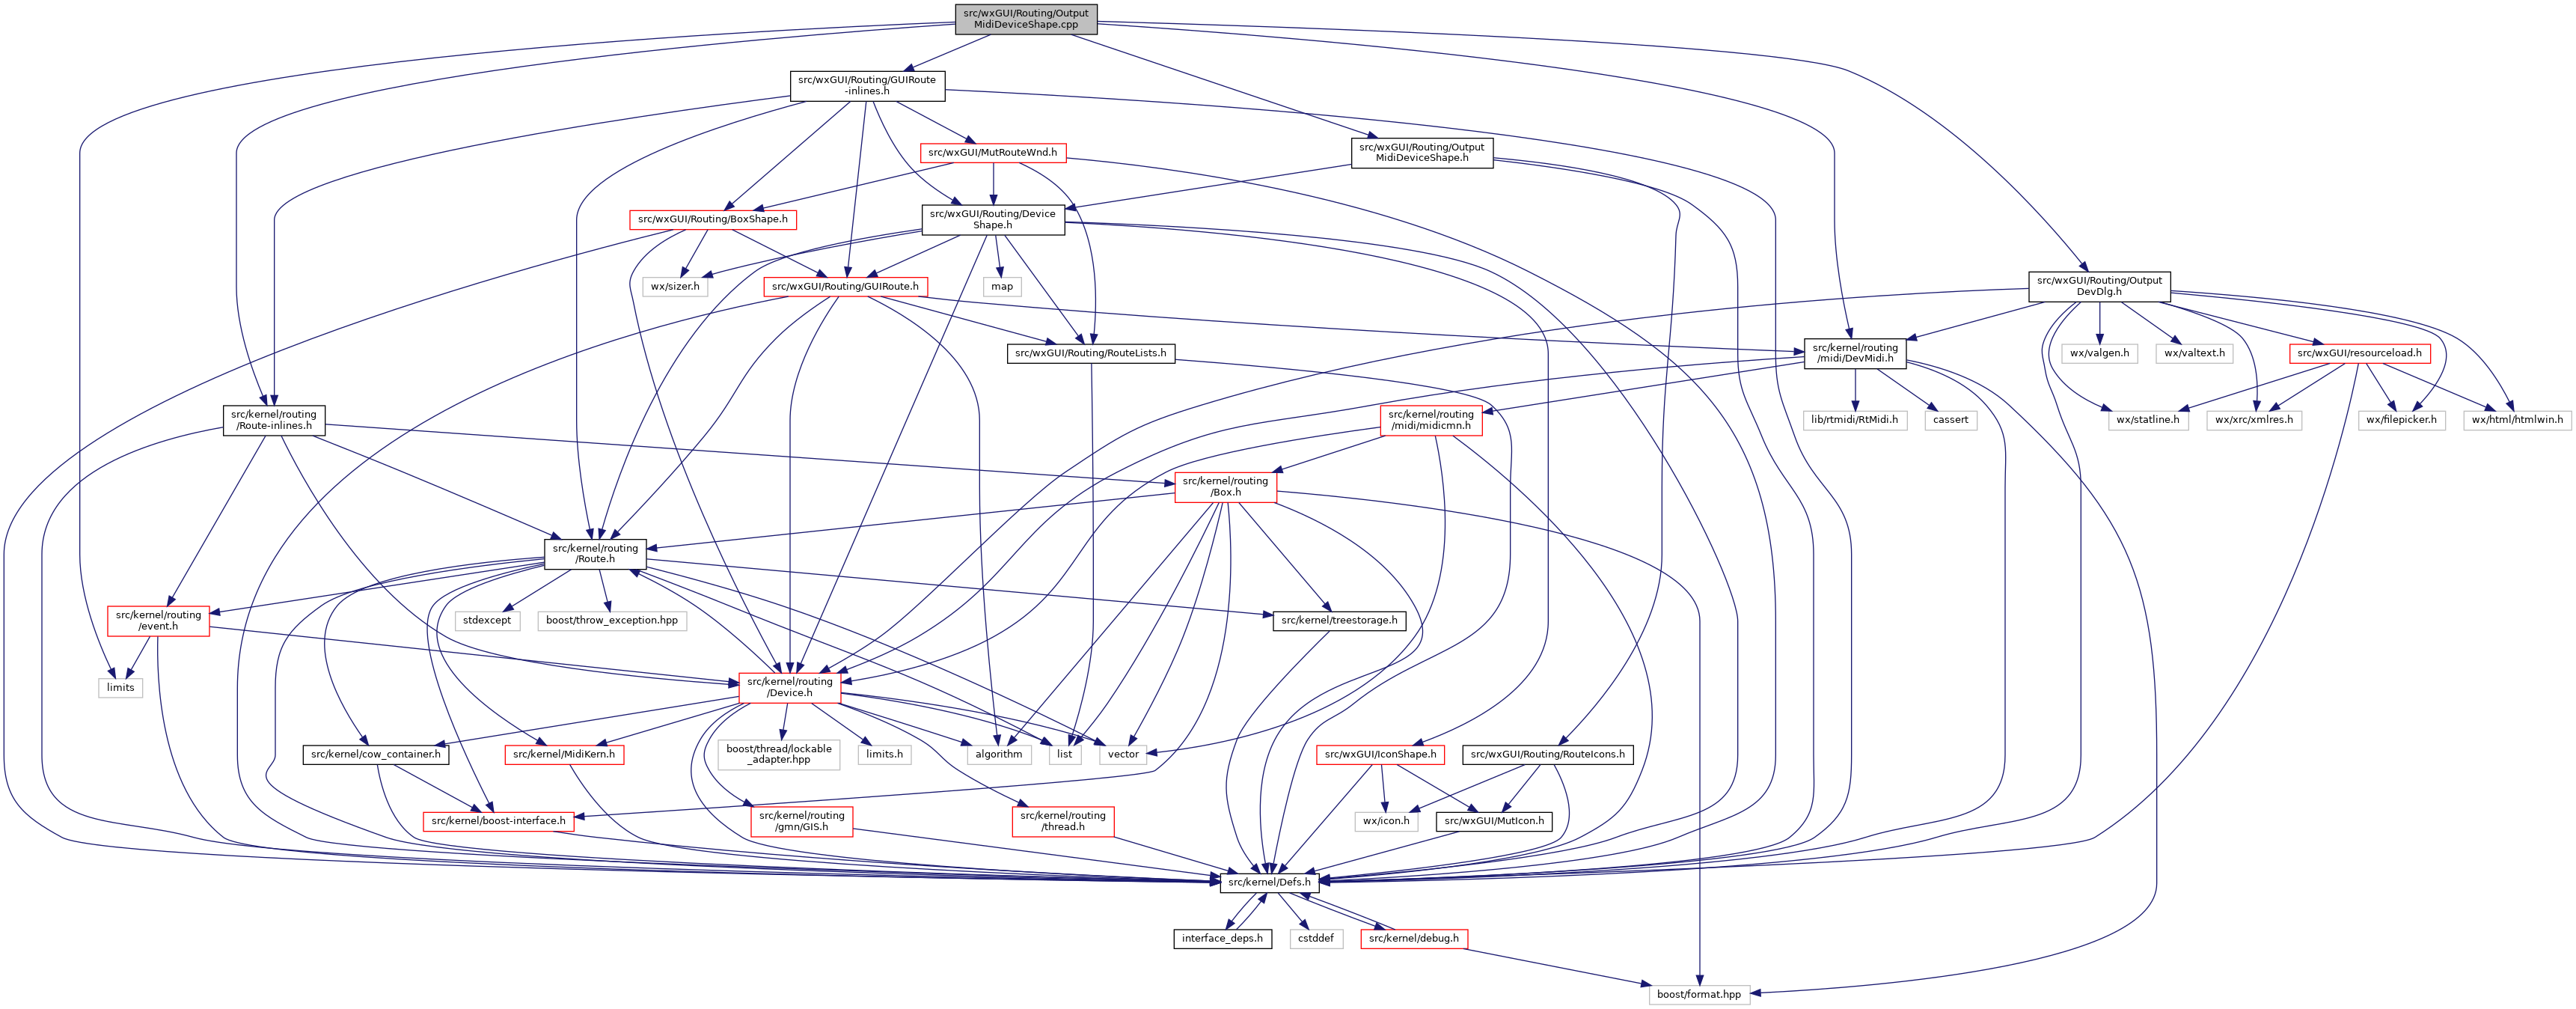 src/wxGUI/Routing/Output
MidiDeviceShape.cpp
src/wxGUI/Routing/GUIRoute
-inlines.h
src/wxGUI/MutRouteWnd.h
src/wxGUI/Routing/Output
MidiDeviceShape.h
src/wxGUI/Routing/BoxShape.h
src/wxGUI/Routing/Device
Shape.h
wx/sizer.h
src/wxGUI/Routing/GUIRoute.h
map
src/wxGUI/Routing/Output
DevDlg.h
src/wxGUI/Routing/RouteLists.h
src/kernel/routing
/midi/DevMidi.h
wx/valgen.h
wx/valtext.h
src/wxGUI/resourceload.h
src/kernel/routing
/Route-inlines.h
src/kernel/routing
/midi/midicmn.h
lib/rtmidi/RtMidi.h
cassert
wx/statline.h
wx/xrc/xmlres.h
wx/filepicker.h
wx/html/htmlwin.h
src/kernel/routing
/Box.h
src/kernel/routing
/Route.h
src/kernel/routing
/event.h
stdexcept
boost/throw_exception.hpp
src/kernel/treestorage.h
limits
src/kernel/routing
/Device.h
src/kernel/cow_container.h
src/kernel/MidiKern.h
boost/thread/lockable
_adapter.hpp
limits.h
algorithm
list
vector
src/wxGUI/IconShape.h
src/wxGUI/Routing/RouteIcons.h
src/kernel/boost-interface.h
src/kernel/routing
/gmn/GIS.h
src/kernel/routing
/thread.h
wx/icon.h
src/wxGUI/MutIcon.h
src/kernel/Defs.h
interface_deps.h
cstddef
src/kernel/debug.h
boost/format.hpp